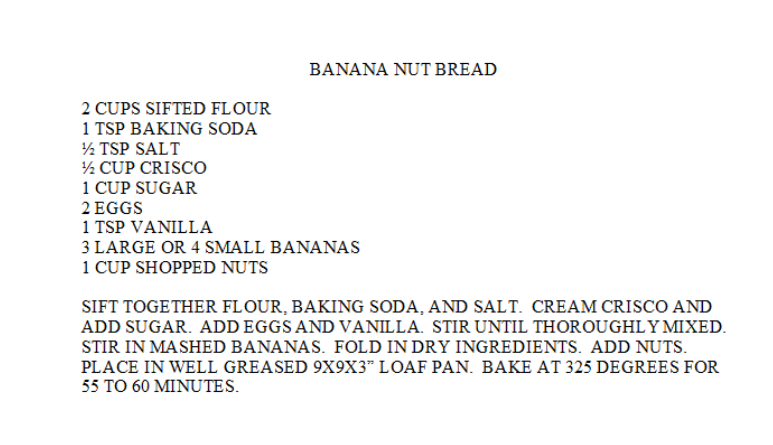 BANANA NUT BREAD
2 CUPS SIFTED FLOUR
1 TSP BAKING SODA
½ TSP SALT
½ CUP CRISCO
1 CUP SUGAR
2 EGGS
1 TSP VANILLA
3 LARGE OR 4 SMALL BANANAS
1 CUP SHOPPED NUTS
SIFT TOGETHER FLOUR, BAKING SODA, AND SALT.  CREAM CRISCO AND
ADD SUGAR.  ADD EGGS AND VANILLA.  STIR UNTIL THOROUGHLY MIXED.
STIR IN MASHED BANANAS.  FOLD IN DRY INGREDIENTS.  ADD NUTS.
PLACE IN WELL GREASED 9X9X3” LOAF PAN.  BAKE AT 325 DEGREES FOR
55 TO 60 MINUTES.